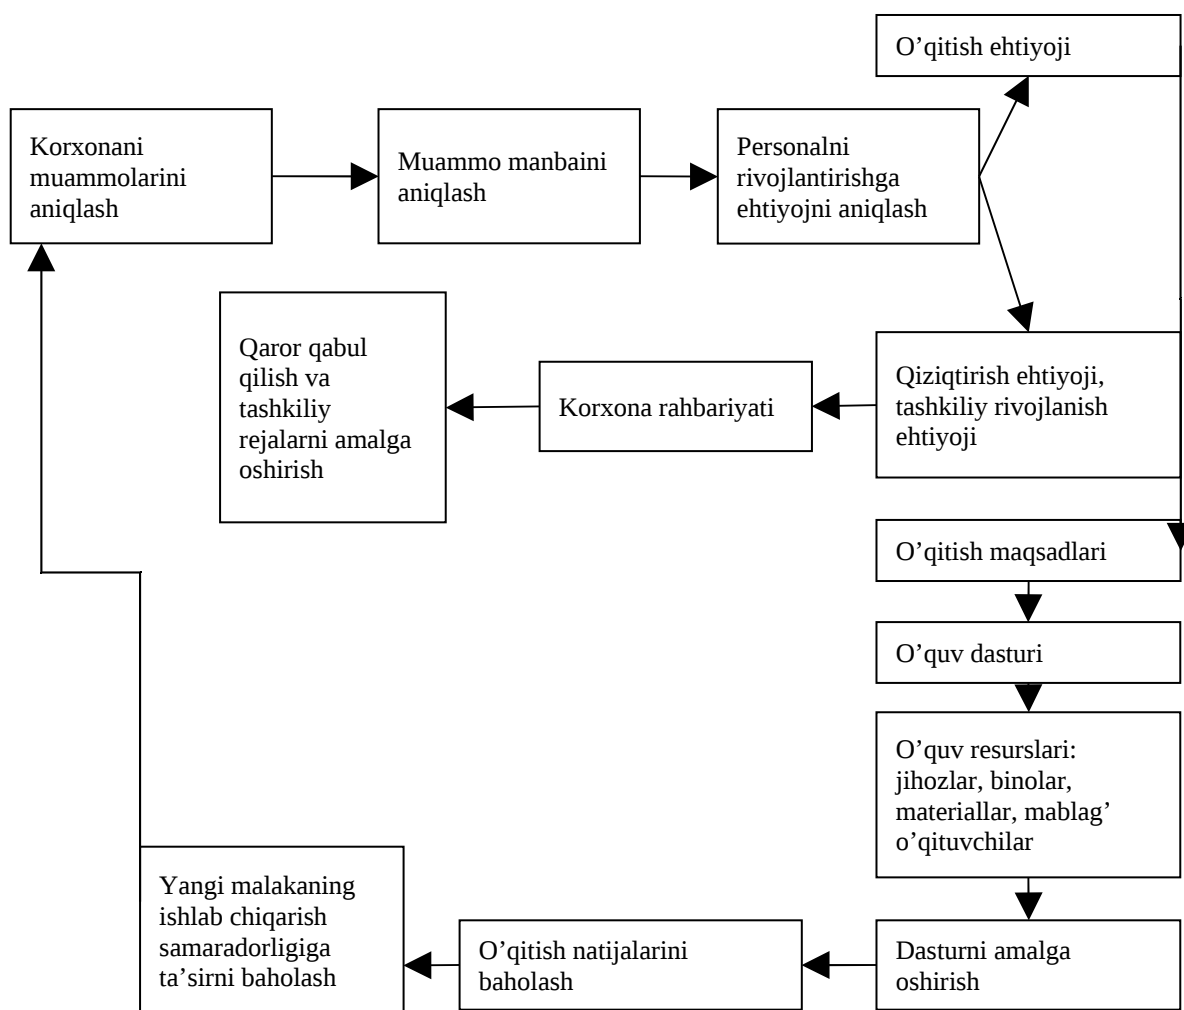 O’qitish ehtiyoji
Korxonani
muammolarini
aniqlash
Muammo manbaini
aniqlash
Personalni
rivojlantirishga
ehtiyojni aniqlash
Qaror qabul
qilish va
tashkiliy
rejalarni amalga
oshirish
Korxona rahbariyati
Qiziqtirish ehtiyoji,
tashkiliy rivojlanish
ehtiyoji
O’qitish maqsadlari
O’quv dasturi
O’quv resurslari:
jihozlar, binolar,
materiallar, mablag’
o’qituvchilar
Yangi malakaning
ishlab chiqarish
samaradorligiga
ta’sirni baholash
O’qitish natijalarini
baholash
Dasturni amalga
oshirish